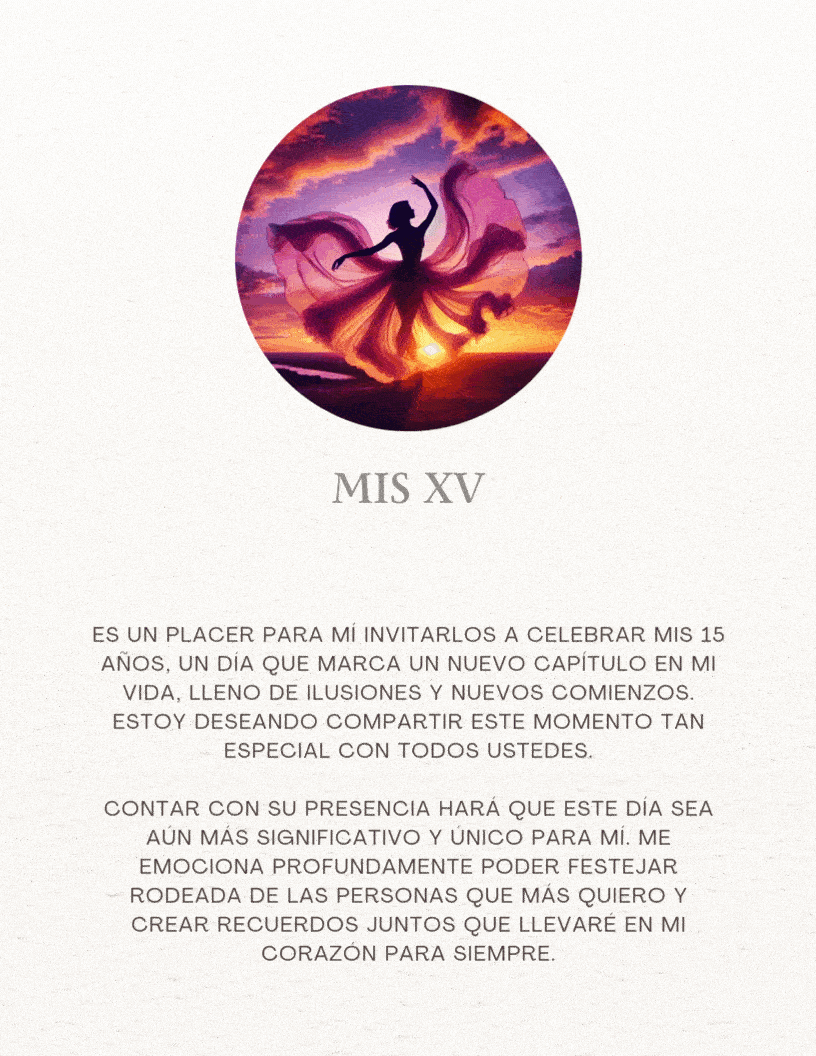 MIS XV
ES UN PLACER PARA MÍ INVITARLOS A CELEBRAR MIS 15
AÑOS, UN DÍA QUE MARCA UN NUEVO CAPÍTULO EN MI
VIDA, LLENO DE ILUSIONES Y NUEVOS COMIENZOS.
ESTOY DESEANDO COMPARTIR ESTE MOMENTO TAN
ESPECIAL CON TODOS USTEDES.
CONTAR CON SU PRESENCIA HARÁ QUE ESTE DÍA SEA
AÚN MÁS SIGNIFICATIVO Y ÚNICO PARA MÍ. ME
EMOCIONA PROFUNDAMENTE PODER FESTEJAR
RODEADA DE LAS PERSONAS QUE MÁS QUIERO Y
CREAR RECUERDOS JUNTOS QUE LLEVARÉ EN MI
CORAZÓN PARA SIEMPRE.